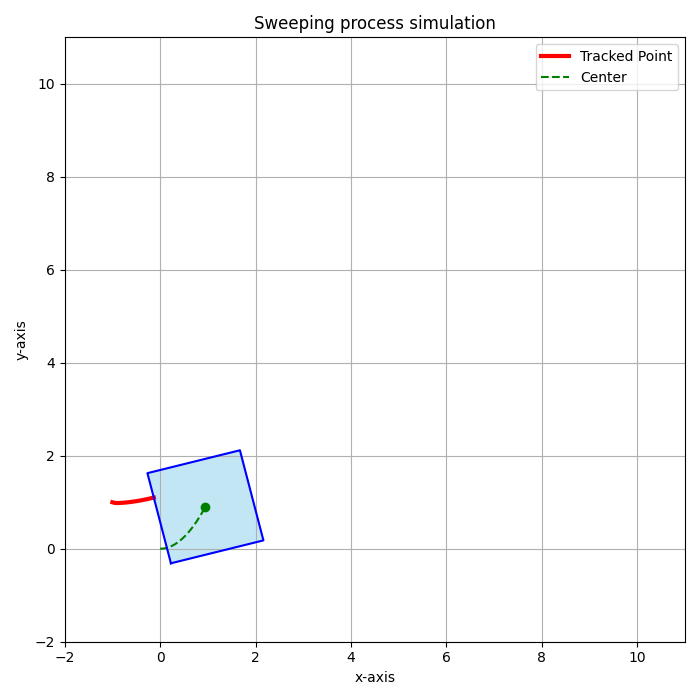 Sweeping process simulation
Tracked Point
Center
10
8
6
4
2
0
−2
−2 0 2 4 6 8 10
x-axis
y-axis